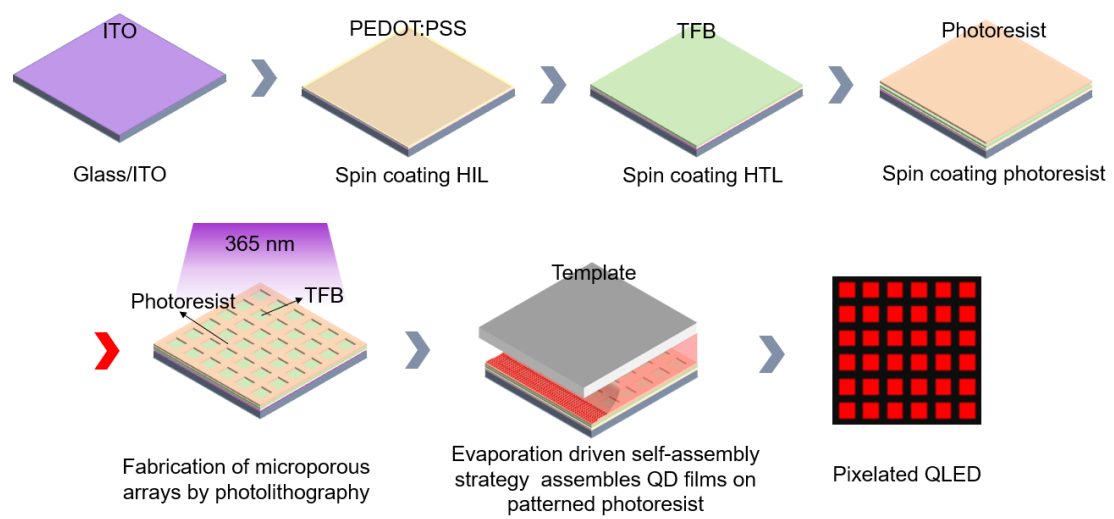 ITO
PEDOT:PSS
TFB
Photoresist
Glass/ITO
Spin coating HIL
Spin coating HTL
Spin coating photoresist
365 nm
Photoresist
TFB
Template
Fabrication of microporous
arrays by photolithography
Evaporation driven self-assembly
strategy  assembles QD films on
patterned photoresist
Pixelated QLED